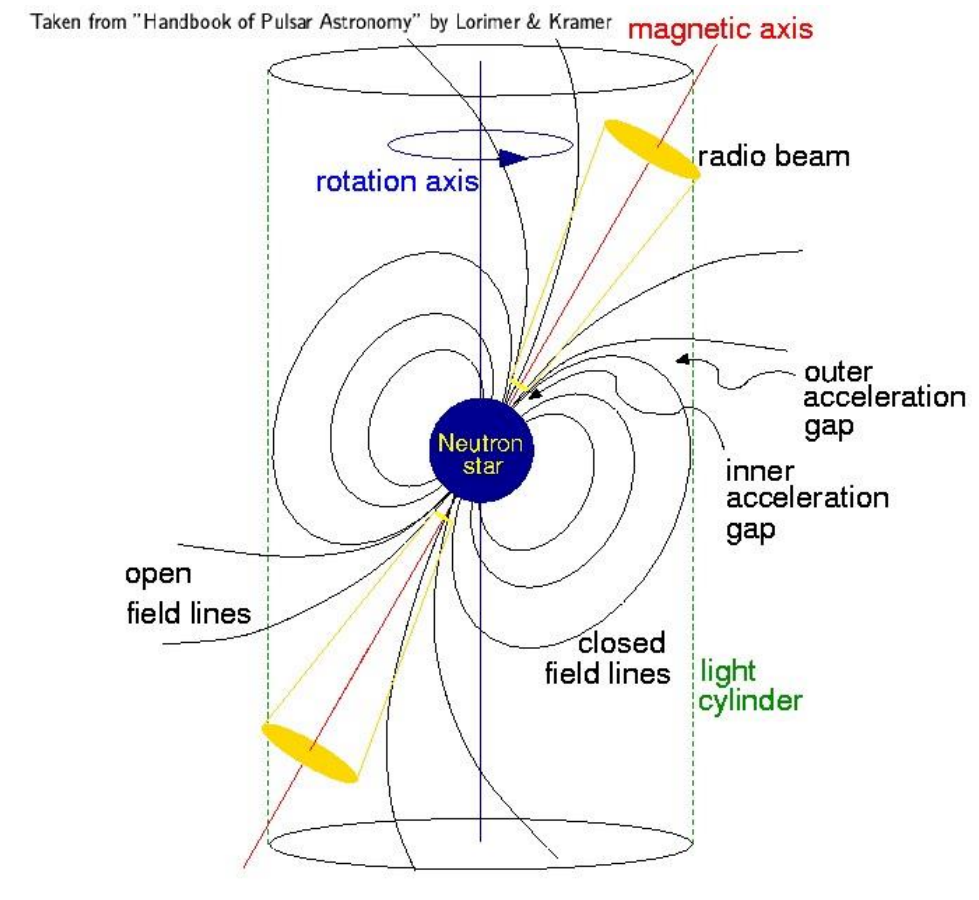 Taken from "Handbook of Pulsar Astronomy" by Lorimer & Kramer
magnetic axis
radio beam
rotation axis
outer
acceleration
gap
Neutron
star
inner
acceleration
gap
open
field lines
closed
field lines
light
cylinder